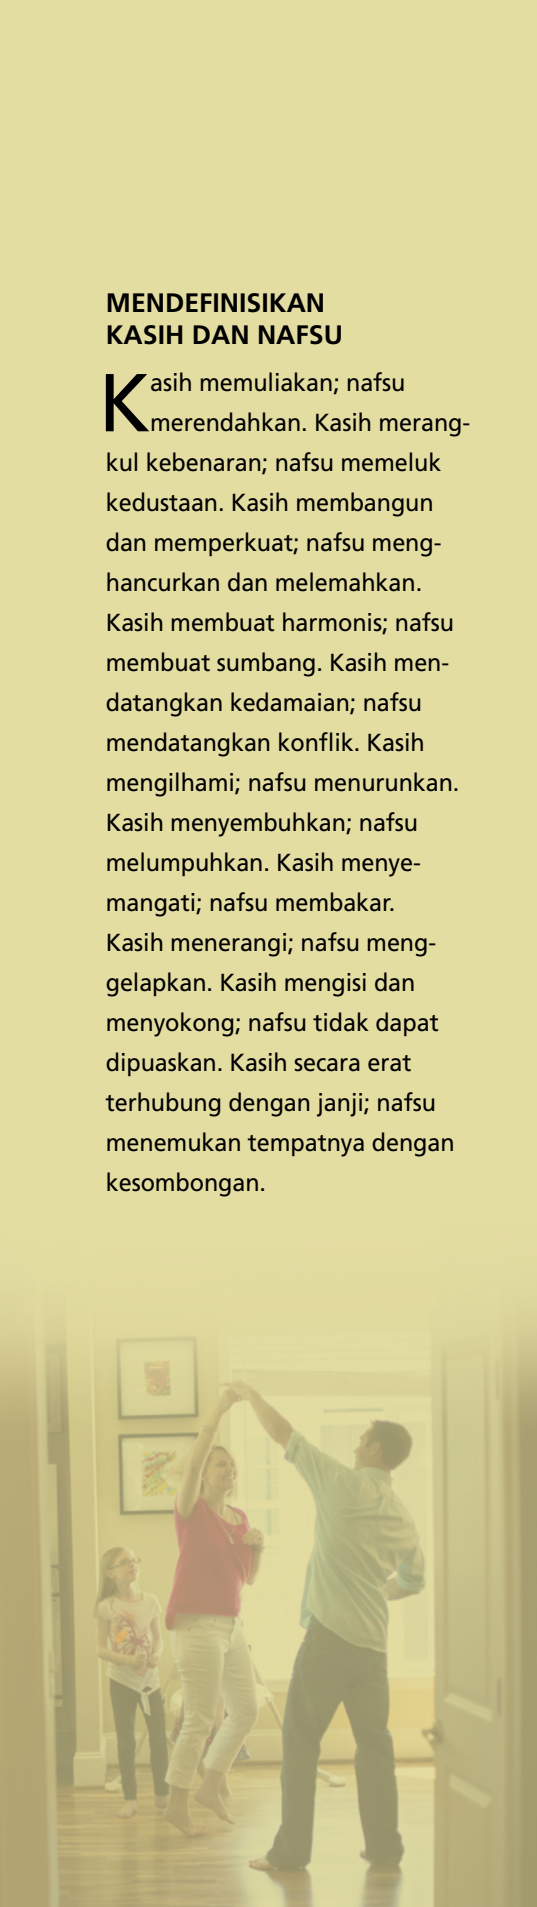 MENDEFINISIKAN
KASIH DAN NAFSU
Kasih memuliakan; nafsu
merendahkan. Kasih merang-
kul kebenaran; nafsu memeluk
kedustaan. Kasih membangun
dan memperkuat; nafsu meng-
hancurkan dan melemahkan.
Kasih membuat harmonis; nafsu
membuat sumbang. Kasih men-
datangkan kedamaian; nafsu
mendatangkan konflik. Kasih
mengilhami; nafsu menurunkan.
Kasih menyembuhkan; nafsu
melumpuhkan. Kasih menye-
mangati; nafsu membakar.
Kasih menerangi; nafsu meng-
gelapkan. Kasih mengisi dan
menyokong; nafsu tidak dapat
dipuaskan. Kasih secara erat
terhubung dengan janji; nafsu
menemukan tempatnya dengan
kesombongan.